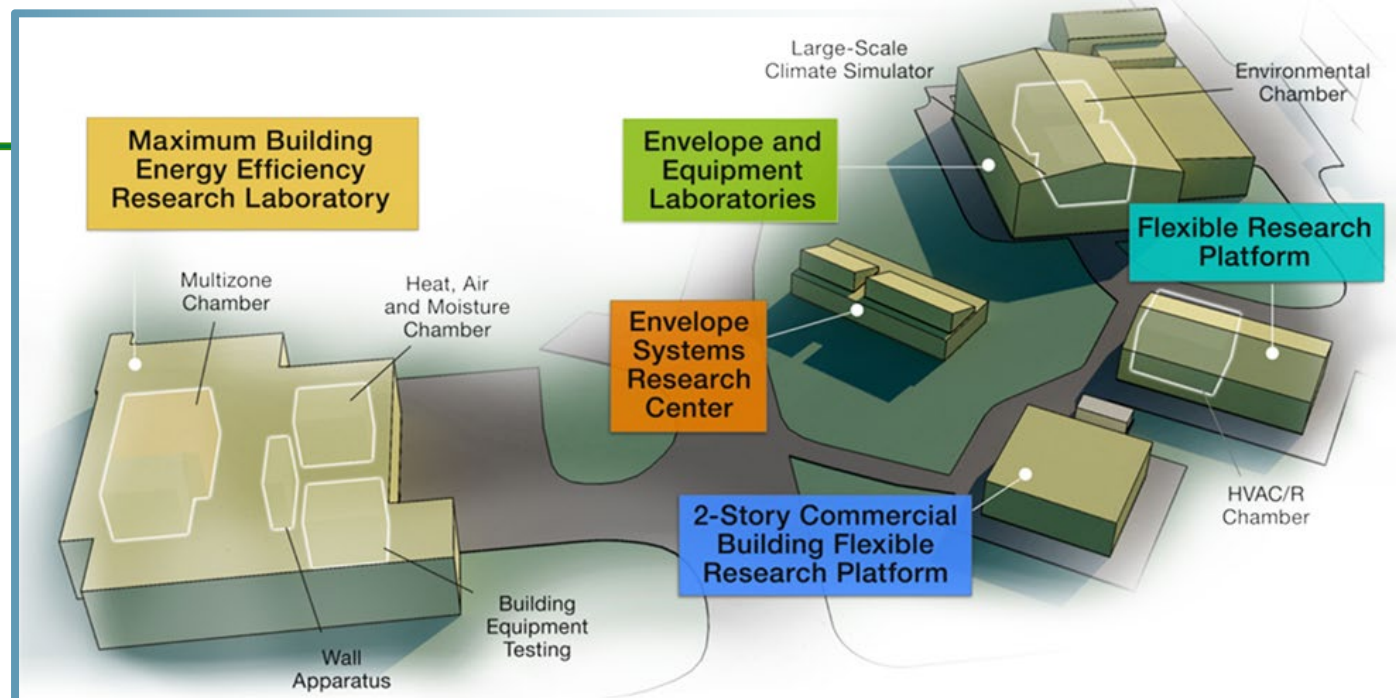 Large-Scale
Climate Simulator
Environmental
Chamber
Maximum Building
Energy Efficiency
Research Laboratory
Envelope and
Equipment
Laboratories
Flexible Research
Platform
Multizone
Chamber
Heat, Air
and Moisture
Chamber
Envelope
Systems
Research
Center
HVAC/R
Chamber
2-Story Commercial
Building Flexible
Research Platform
Building
Equipment
Testing
Wall
Apparatus